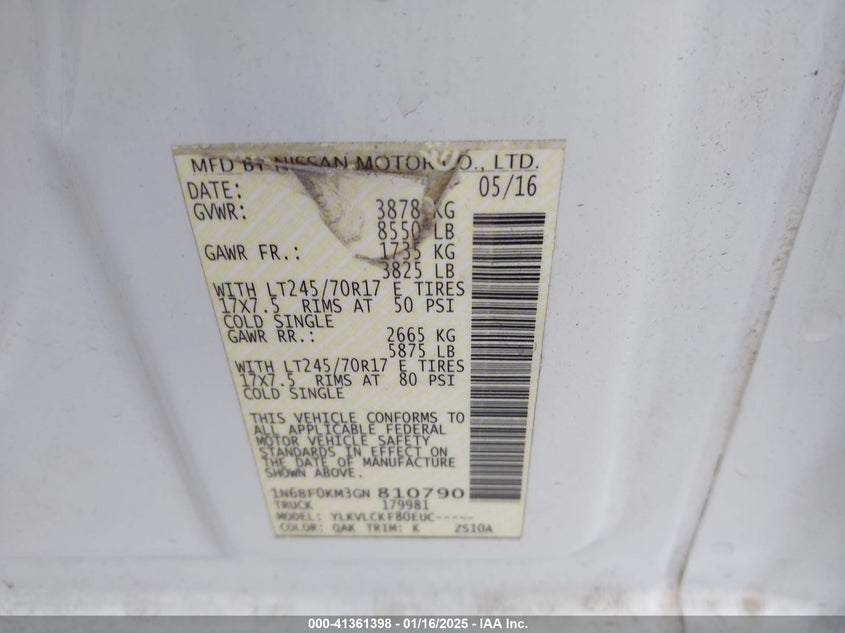 MFD BY NISSAN MOTOR CO., LTD.
DATE: 05/16
GVWR: 3878 KG
8550 LB
GAWR FR.: 1735 KG
3825 LB
WITH LT245/70R17 E TIRES
17X7.5 RIMS AT 50 PSI
COLD SINGLE
GAWR RR.: 2665 KG
5875 LB
WITH LT245/70R17 E TIRES
17X7.5 RIMS AT 80 PSI
COLD SINGLE
THIS VEHICLE CONFORMS TO
ALL APPLICABLE FEDERAL
MOTOR VEHICLE SAFETY
STANDARDS IN EFFECT ON
THE DATE OF MANUFACTURE
SHOWN ABOVE.
1N6BF0KM3GN 810790
TRUCK 179981
MODEL: YLKVLCKF80EUC-----
COLOR: QAK TRIM: K 2S10A
000-41361398 - 01/16/2025 - IAA Inc.